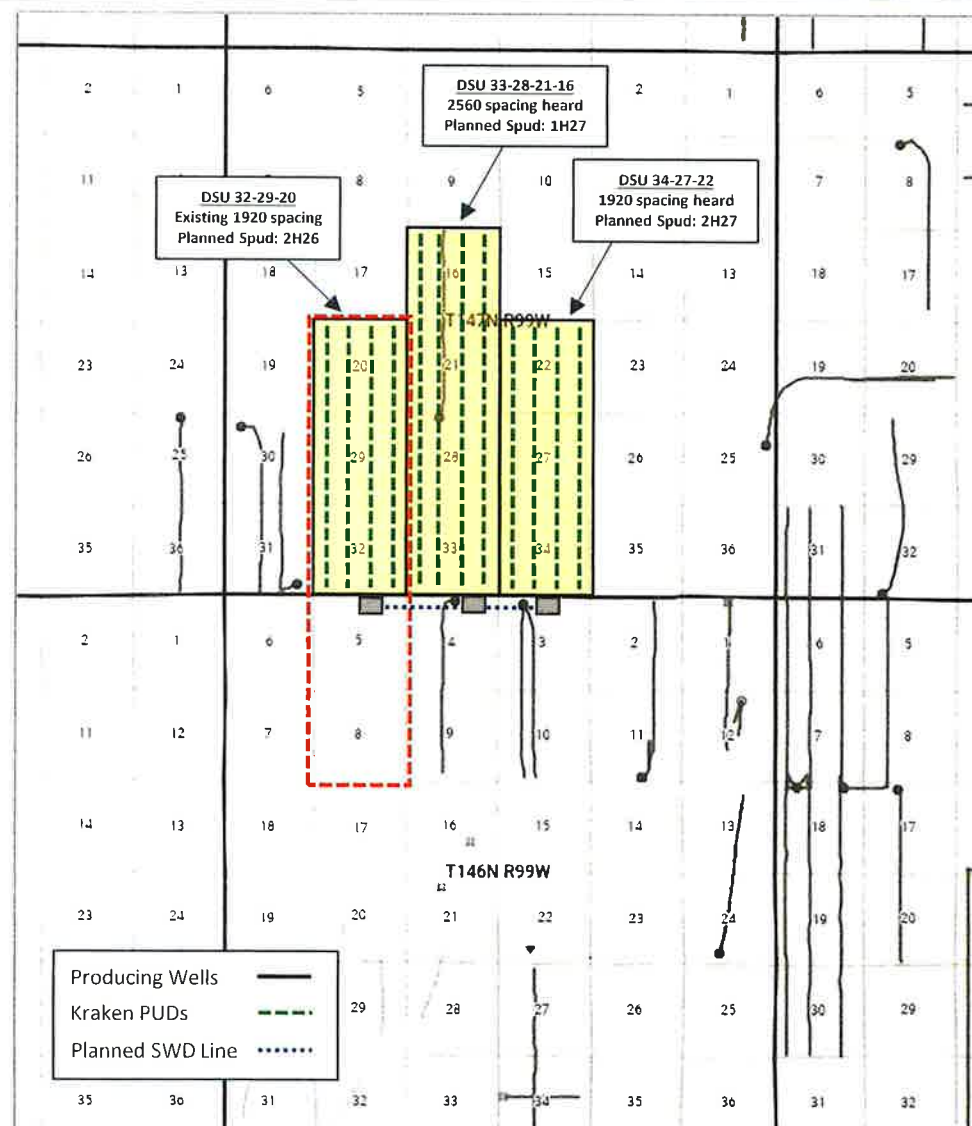 2 1 6 5 2 1 6 5
DSU 33-28-21-16
2560 spacing heard
Planned Spud: 1H27
11 8 9 10 7 8
DSU 32-29-20
Existing 1920 spacing
Planned Spud: 2H26
DSU 34-27-22
1920 spacing heard
Planned Spud: 2H27
14 13 18 17 16 15 14 13 18 17
T147N R99W
23 24 19 20 21 22 23 24 19 20
26 25 30 29 28 27 26 25 30 29
35 36 31 32 33 34 35 36 31 32
2 1 6 5 4 3 2 1 6 5
11 12 7 8 9 10 11 12 7 8
14 13 18 17 16 15 14 13 18 17
T146N R99W
23 24 19 20 21 22 23 24 19 20
Producing Wells
Kraken PUDs
Planned SWD Line
29 28 27 26 25 30 29
35 36 31 32 33 34 35 36 31 32